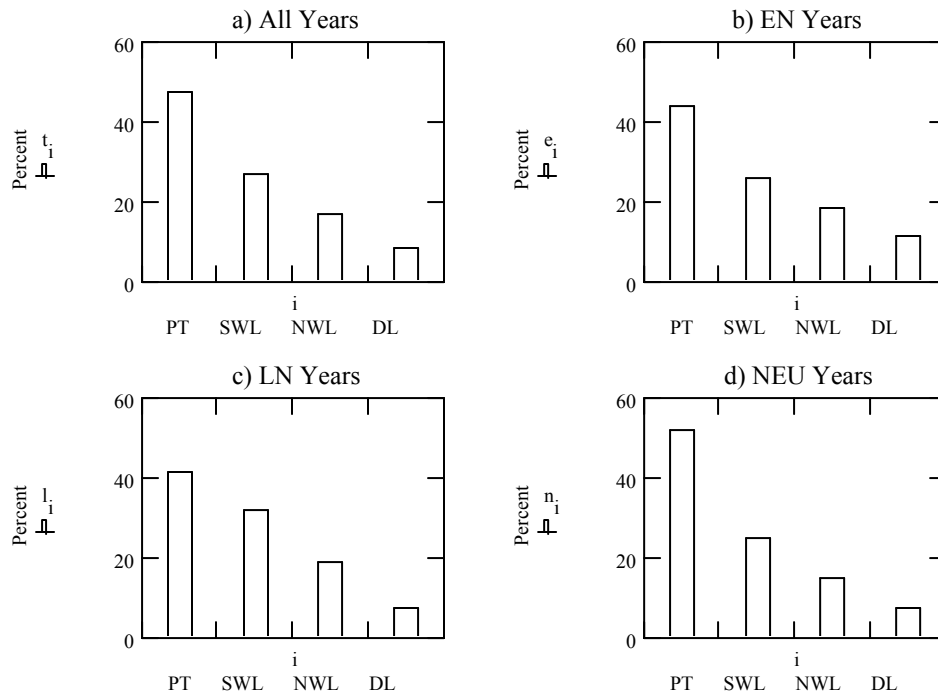 a) All Years
60
40
20
0
Percent
t i
i
PT SWL NWL DL
b) EN Years
60
40
20
0
Percent
e i
i
PT SWL NWL DL
c) LN Years
60
40
20
0
Percent
l i
i
PT SWL NWL DL
d) NEU Years
60
40
20
0
Percent
n i
i
PT SWL NWL DL